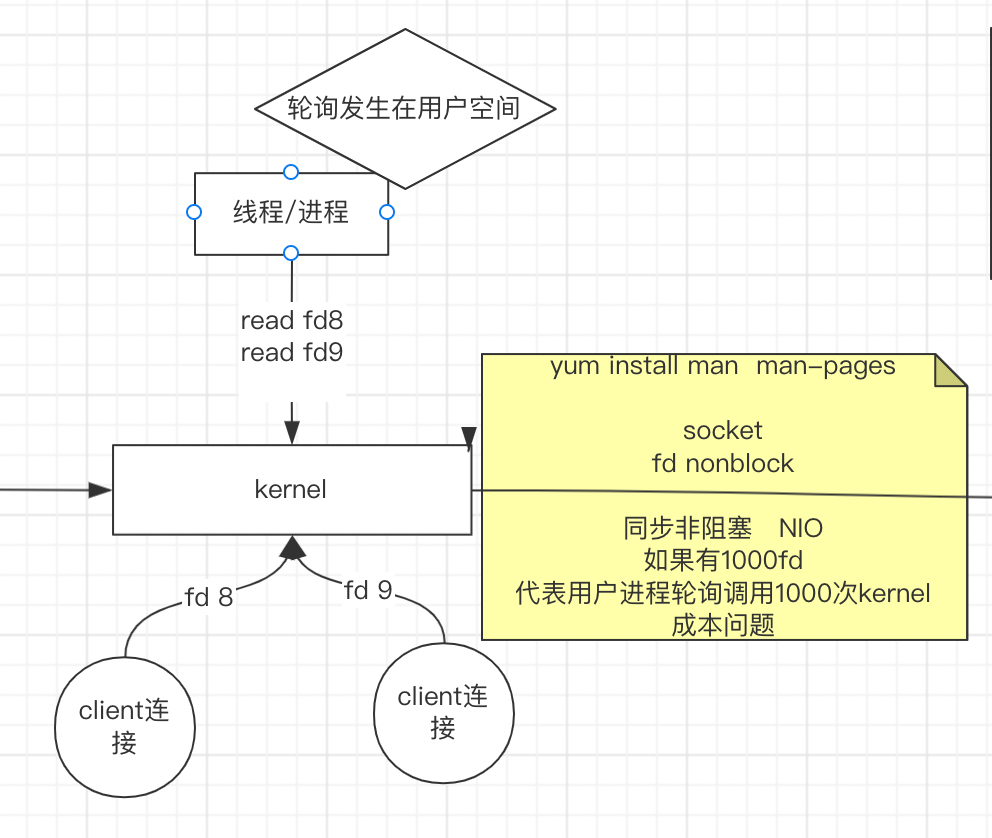 轮询发生在用户空间
线程/进程
read fd8
read fd9
yum install man  man-pages
socket
fd nonblock
kernel
同步非阻塞    NIO
如果有1000fd
代表用户进程轮询调用1000次kernel
成本问题
fd 8
fd 9
client连
接
client连
接